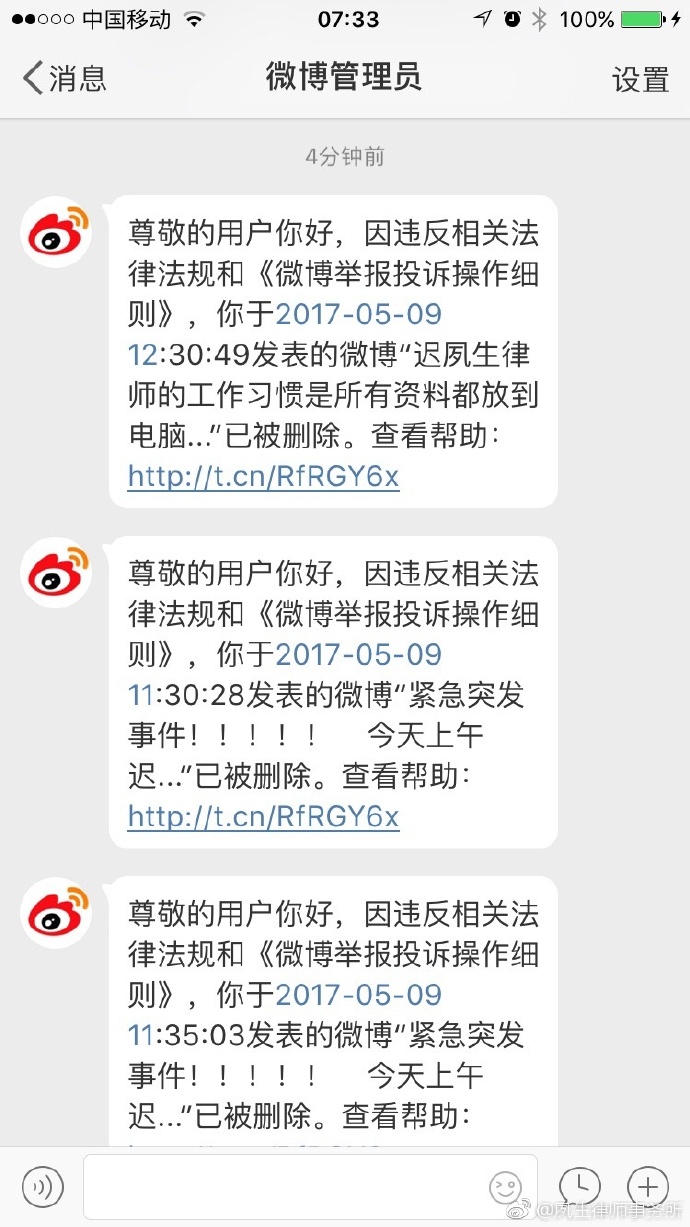 中国移动 07:33 100%
消息 微博管理员 设置
4分钟前
尊敬的用户你好，因违反相关法
律法规和《微博举报投诉操作细
则》，你于2017-05-09
12:30:49发表的微博“迟夙生律
师的工作习惯是所有资料都放到
电脑...”已被删除。查看帮助：
http://t.cn/RfRGY6x
尊敬的用户你好，因违反相关法
律法规和《微博举报投诉操作细
则》，你于2017-05-09
11:30:28发表的微博“紧急突发
事件！！！！！ 今天上午
迟...”已被删除。查看帮助：
http://t.cn/RfRGY6x
尊敬的用户你好，因违反相关法
律法规和《微博举报投诉操作细
则》，你于2017-05-09
11:35:03发表的微博“紧急突发
事件！！！！！ 今天上午
迟...”已被删除。查看帮助：
@夙生律师事务所